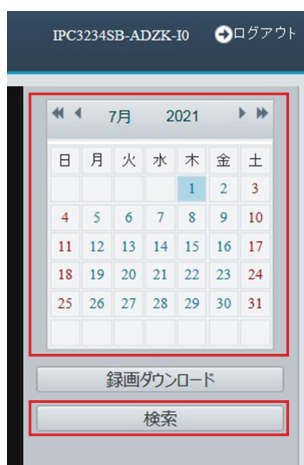 IPC3234SB-ADZK-I0 ログアウト
7月 2021
日 月 火 水 木 金 土
1 2 3
4 5 6 7 8 9 10
11 12 13 14 15 16 17
18 19 20 21 22 23 24
25 26 27 28 29 30 31
録画ダウンロード
検索